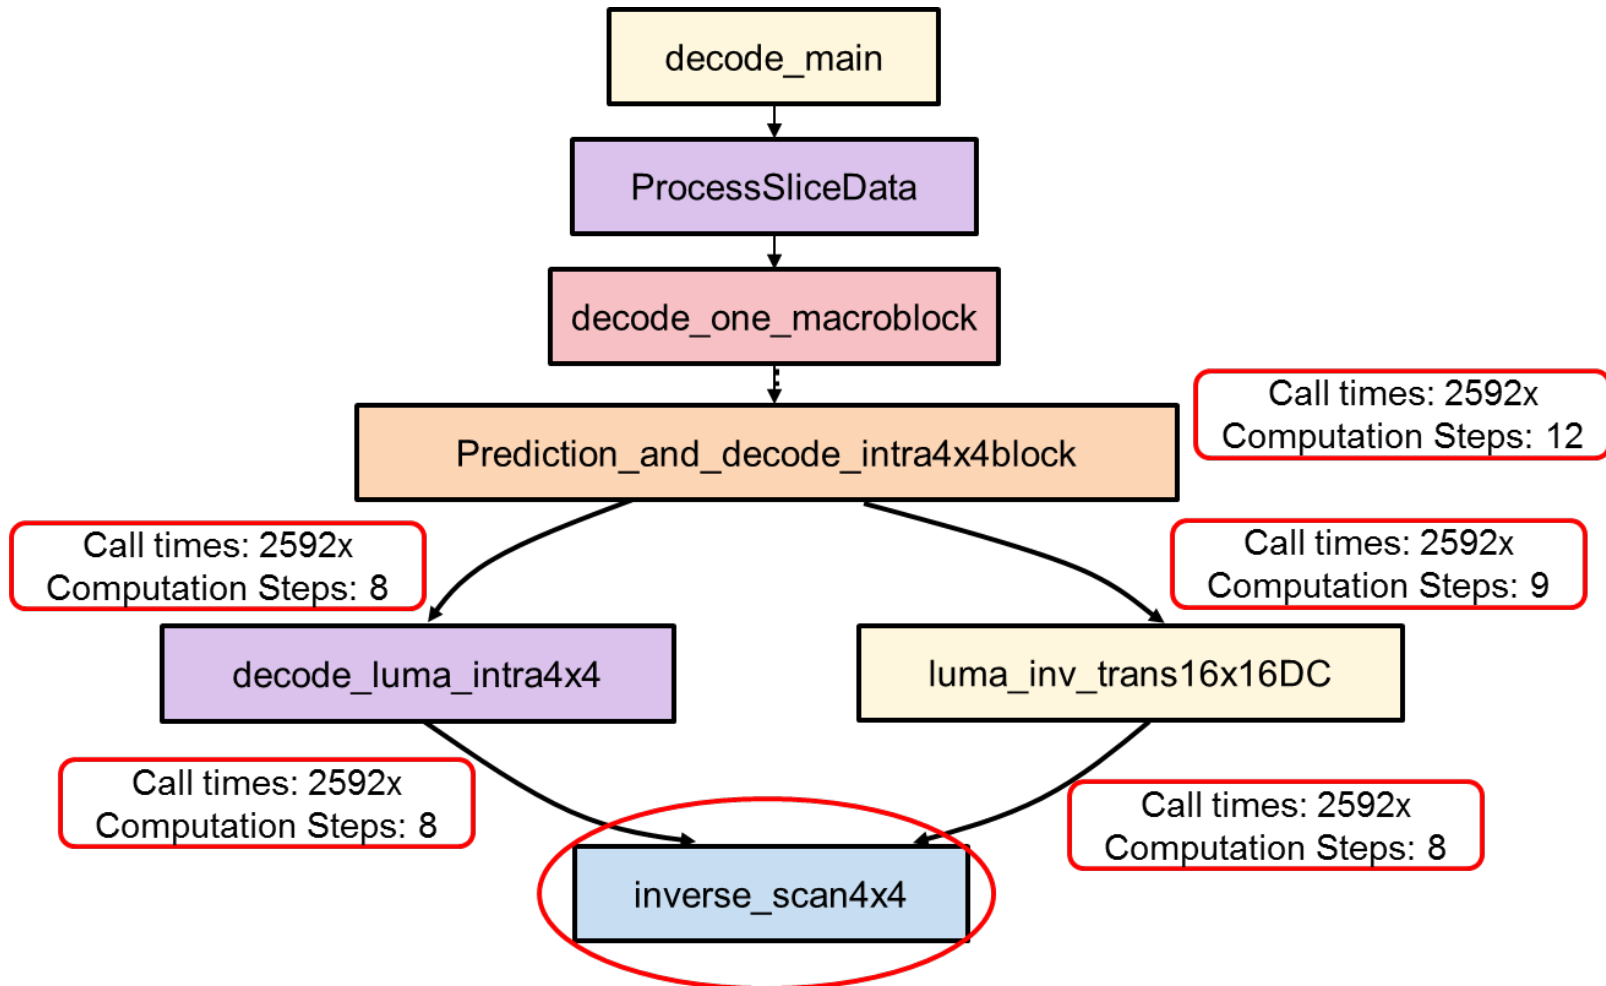 decode_main
ProcessSliceData
decode_one_macroblock
Call times: 2592x
Computation Steps: 12
Prediction_and_decode_intra4x4block
Call times: 2592x
Computation Steps: 8
Call times: 2592x
Computation Steps: 9
decode_luma_intra4x4
luma_inv_trans16x16DC
Call times: 2592x
Computation Steps: 8
Call times: 2592x
Computation Steps: 8
inverse_scan4x4